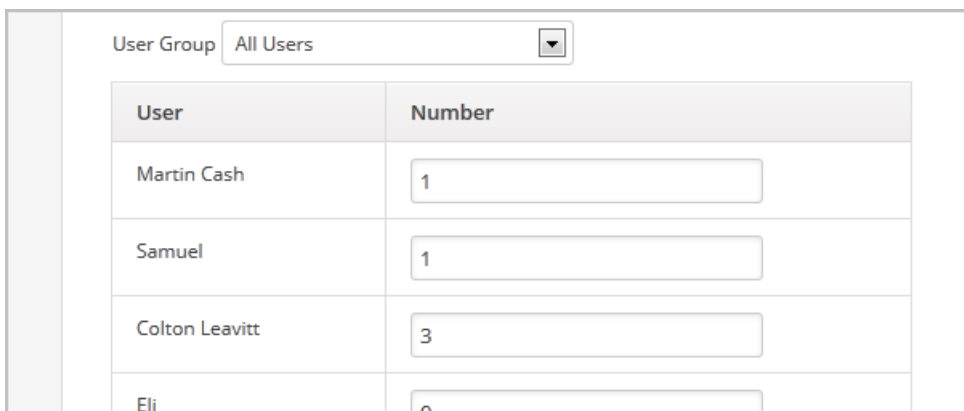 User Group All Users
User Number
Martin Cash 1
Samuel 1
Colton Leavitt 3
Eli